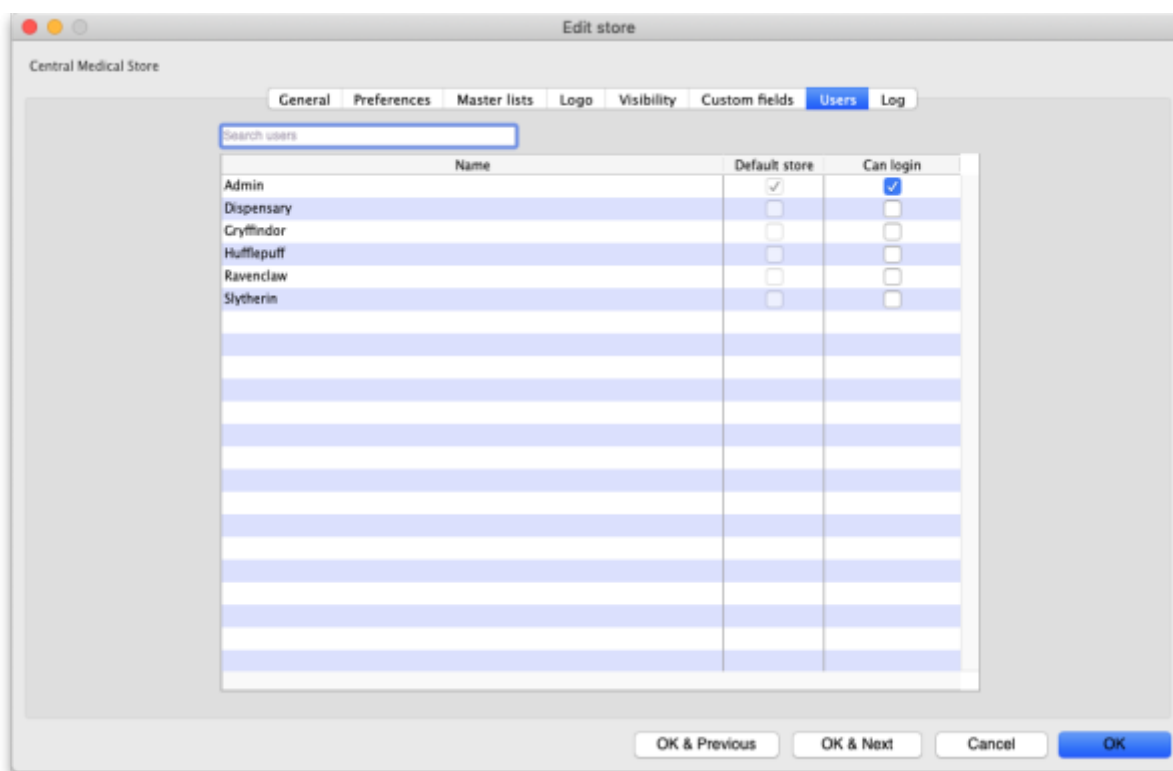 Edit store
Central Medical Store
General Preferences Master lists Logo Visibility Custom fields Users Log
Search users
Name Default store Can login
Admin
Dispensary
Gryffindor
Hufflepuff
Ravenclaw
Slytherin
OK & Previous OK & Next Cancel OK